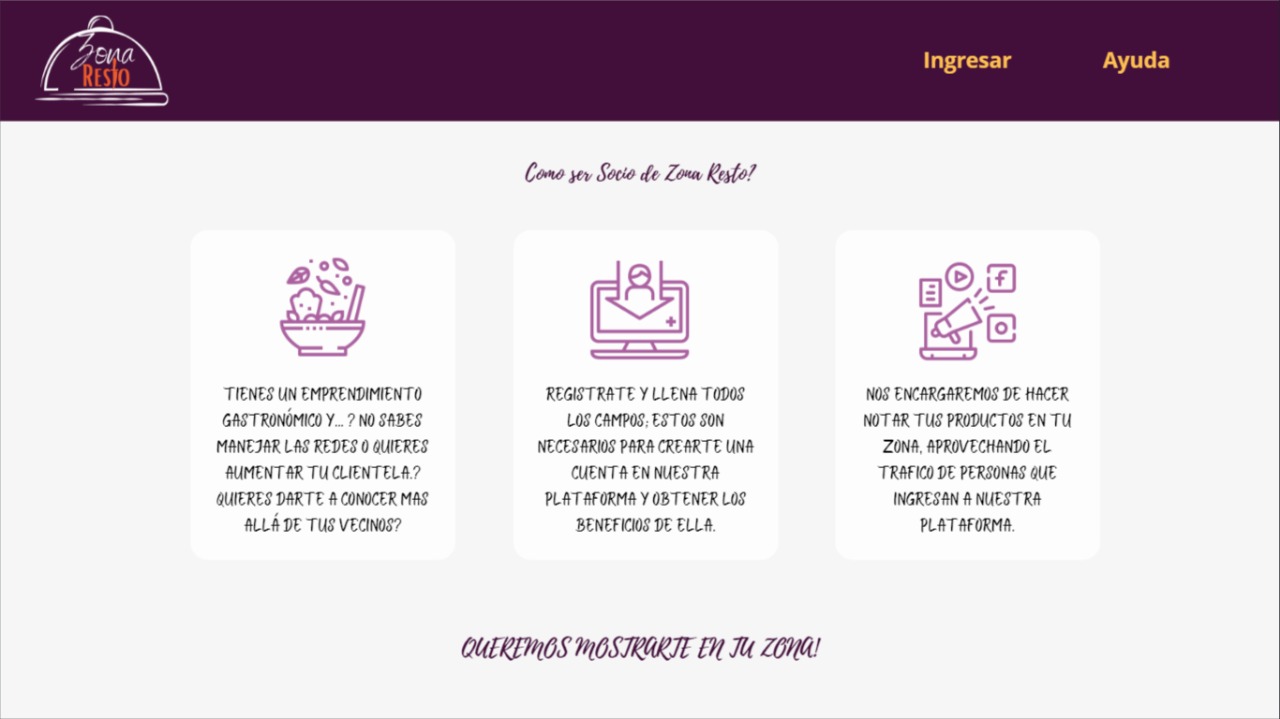 Zona
Resto
Ingresar
Ayuda
Como ser Socio de Zona Resto?
TIENES UN EMPRENDIMIENTO
GASTRONÓMICO Y... ? NO SABES
MANEJAR LAS REDES O QUIERES
AUMENTAR TU CLIENTELA.?
QUIERES DARTE A CONOCER MAS
ALLÁ DE TUS VECINOS?
REGISTRATE Y LLENA TODOS
LOS CAMPOS; ESTOS SON
NECESARIOS PARA CREARTE UNA
CUENTA EN NUESTRA
PLATAFORMA Y OBTENER LOS
BENEFICIOS DE ELLA.
NOS ENCARGAREMOS DE HACER
NOTAR TUS PRODUCTOS EN TU
ZONA, APROVECHANDO EL
TRAFICO DE PERSONAS QUE
INGRESAN A NUESTRA
PLATAFORMA.
QUEREMOS MOSTRARTE EN TU ZONA!